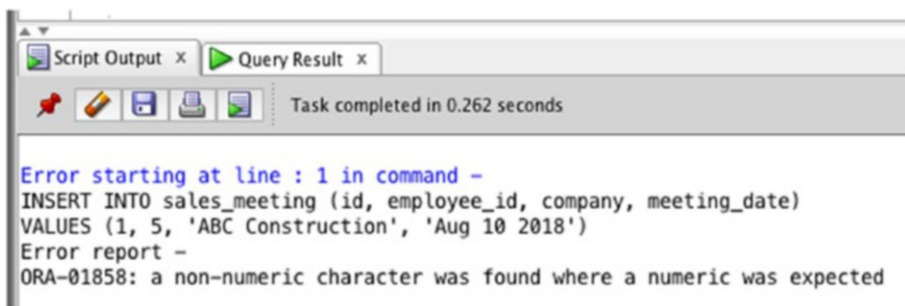 Script Output x Query Result x
Task completed in 0.262 seconds
Error starting at line : 1 in command -
INSERT INTO sales_meeting (id, employee_id, company, meeting_date)
VALUES (1, 5, 'ABC Construction', 'Aug 10 2018')
Error report -
ORA-01858: a non-numeric character was found where a numeric was expected